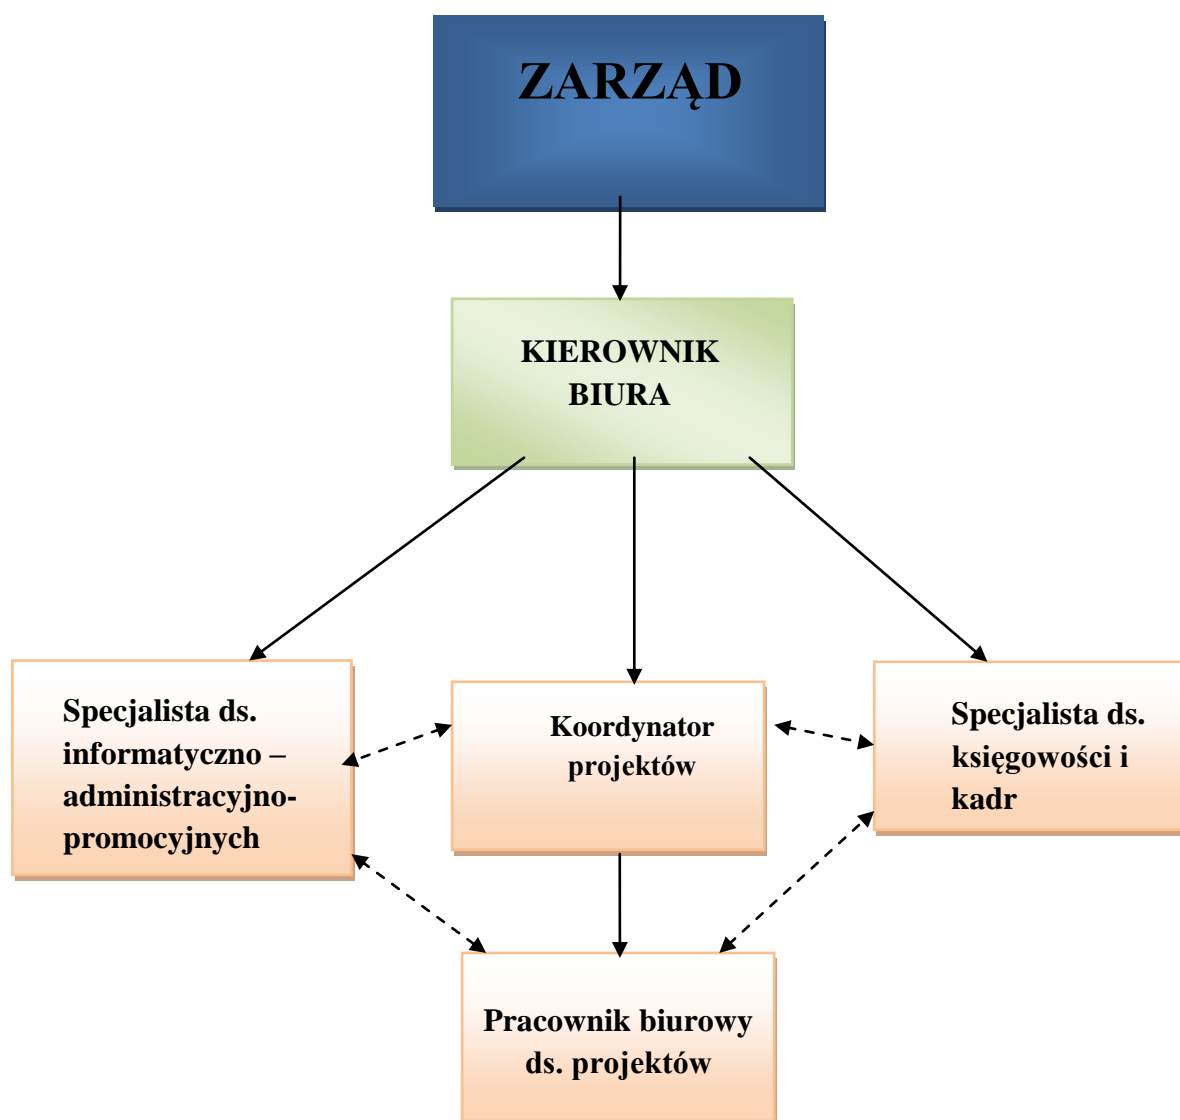 ZARZĄD
KIEROWNIK
BIURA
Specjalista ds.
informatyczno –
administracyjno-
promocyjnych
Koordynator
projektów
Specjalista ds.
księgowości i
kadr
Pracownik biurowy
ds. projektów